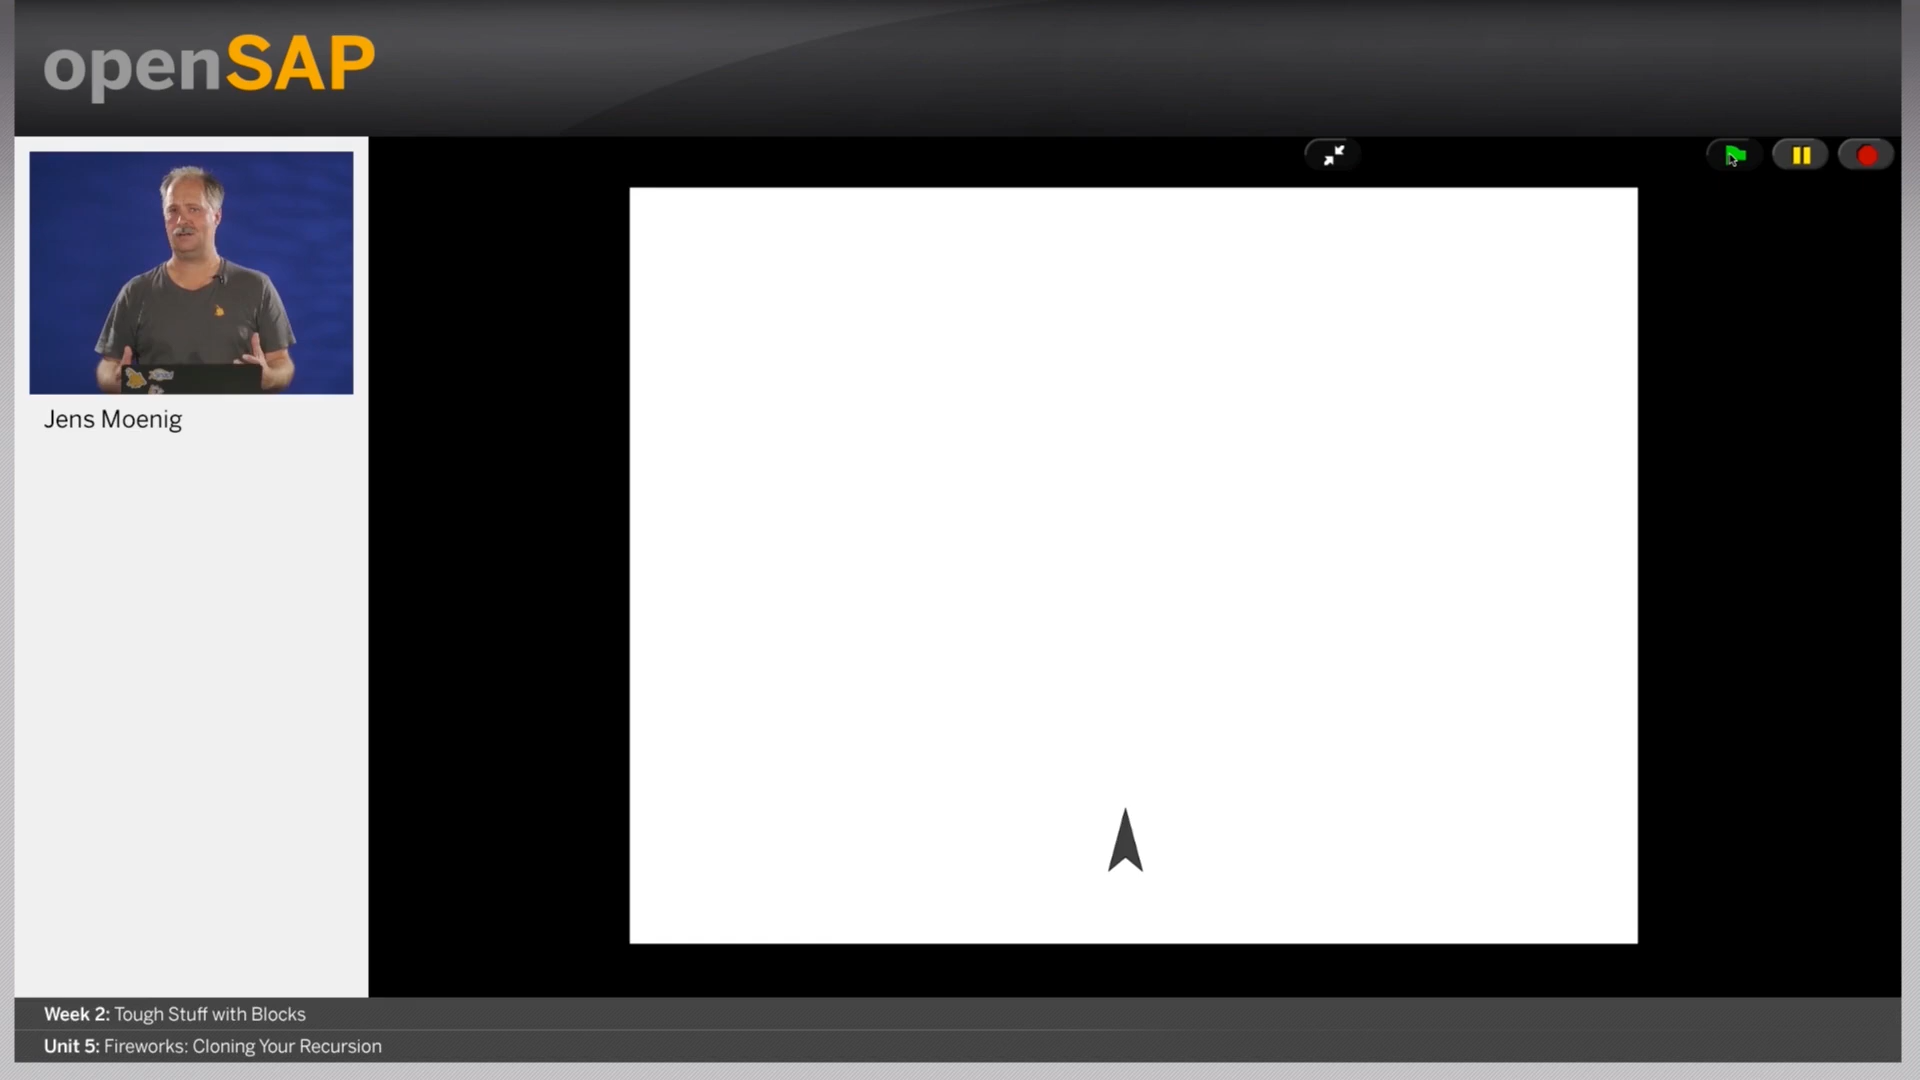 openSAP
Jens Moenig
Week 2: Tough Stuff with Blocks
Unit 5: Fireworks: Cloning Your Recursion